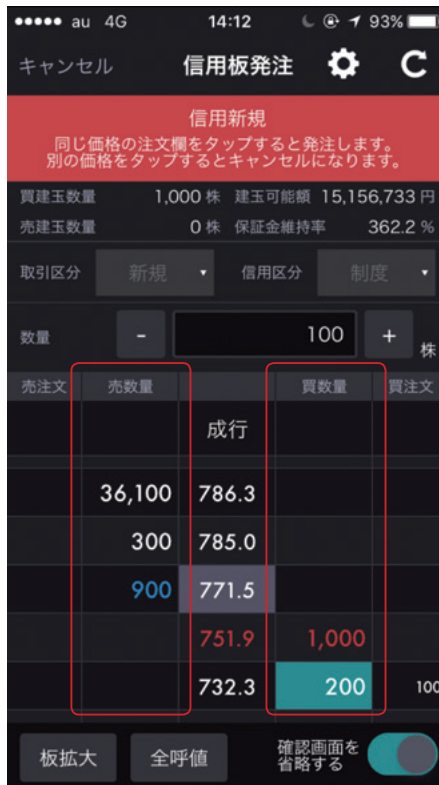 au 4G 14:12 93%
キャンセル 信用板発注
信用新規
同じ価格の注文欄をタップすると発注します。
別の価格をタップするとキャンセルになります。
買建玉数量 1,000 株 建玉可能額 15,156,733 円
売建玉数量 0 株 保証金維持率 362.2 %
取引区分 新規 信用区分 制度
数量 - 100 + 株
売注文 売数量 買数量 買注文
成行
36,100 786.3
300 785.0
900 771.5
751.9 1,000
732.3 200 100
板拡大 全呼値 確認画面を
省略する